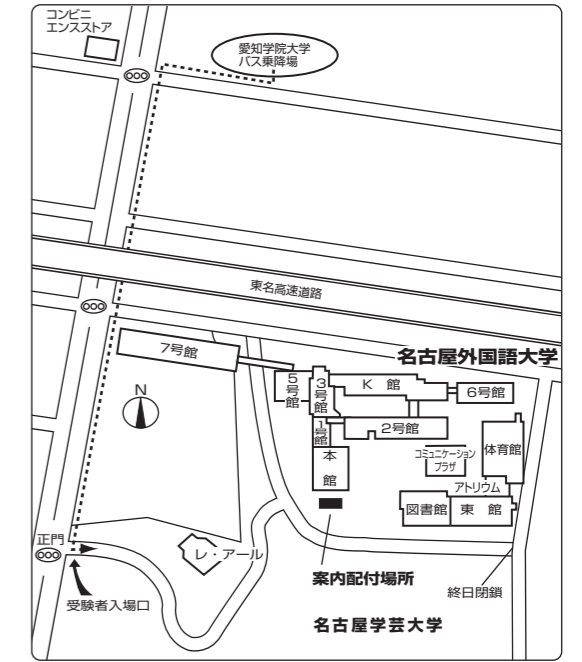 コンビニ
エンスストア
愛知学院大学
バス乗降場
東名高速道路
7号館
名古屋外国語大学
5号館
3号館
K 館
6号館
1号館
2号館
N
本館
コミュニケーション
プラザ
体育館
アトリウム
図書館
東 館
正門
レ・アール
受験者入場口
案内配付場所
終日閉鎖
名古屋学芸大学